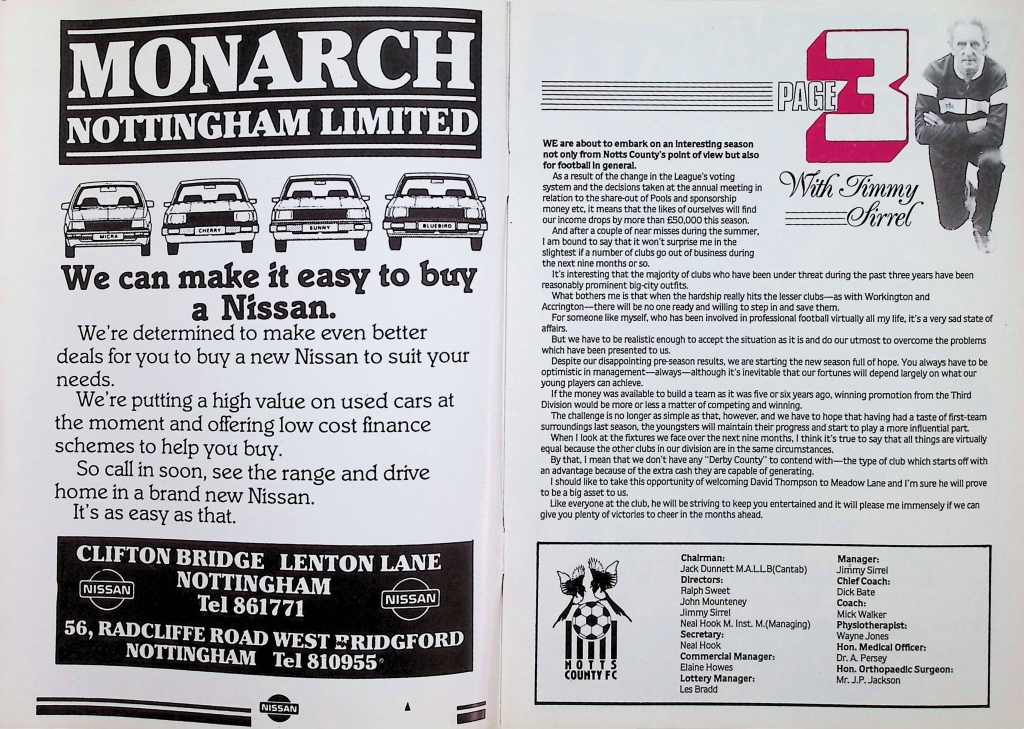 MONARCH
NOTTINGHAM LIMITED
MICRA
CHERRY
SUNNY
BLUEBIRD
We can make it easy to buy
a Nissan.
We're determined to make even better
deals for you to buy a new Nissan to suit your
needs.
We're putting a high value on used cars at
the moment and offering low cost finance
schemes to help you buy.
So call in soon, see the range and drive
home in a brand new Nissan.
It's as easy as that.
CLIFTON BRIDGE LENTON LANE
NOTTINGHAM
Tel 861771
NISSAN
NISSAN
56, RADCLIFFE ROAD WEST BRIDGFORD
NOTTINGHAM Tel 810955
NISSAN
PAGE 3
With Jimmy
Sirrel
WE are about to embark on an interesting season
not only from Notts County's point of view but also
for football in general.
As a result of the change in the League's voting
system and the decisions taken at the annual meeting in
relation to the share-out of Pools and sponsorship
money etc, it means that the likes of ourselves will find
our income drops by more than £50,000 this season.
And after a couple of near misses during the summer,
I am bound to say that it won't surprise me in the
slightest if a number of clubs go out of business during
the next nine months or so.
It's interesting that the majority of clubs who have been under threat during the past three years have been
reasonably prominent big-city outfits.
What bothers me is that when the hardship really hits the lesser clubs—as with Workington and
Accrington—there will be no one ready and willing to step in and save them.
For someone like myself, who has been involved in professional football virtually all my life, it's a very sad state of
affairs.
But we have to be realistic enough to accept the situation as it is and do our utmost to overcome the problems
which have been presented to us.
Despite our disappointing pre-season results, we are starting the new season full of hope. You always have to be
optimistic in management—always—although it's inevitable that our fortunes will depend largely on what our
young players can achieve.
If the money was available to build a team as it was five or six years ago, winning promotion from the Third
Division would be more or less a matter of competing and winning.
The challenge is no longer as simple as that, however, and we have to hope that having had a taste of first-team
surroundings last season, the youngsters will maintain their progress and start to play a more influential part.
When I look at the fixtures we face over the next nine months, I think it's true to say that all things are virtually
equal because the other clubs in our division are in the same circumstances.
By that, I mean that we don't have any "Derby County" to contend with—the type of club which starts off with
an advantage because of the extra cash they are capable of generating.
I should like to take this opportunity of welcoming David Thompson to Meadow Lane and I'm sure he will prove
to be a big asset to us.
Like everyone at the club, he will be striving to keep you entertained and it will please me immensely if we can
give you plenty of victories to cheer in the months ahead.
NOTTS
COUNTY FC
Chairman:
Jack Dunnett M.A.L.L.B(Cantab)
Directors:
Ralph Sweet
John Mounteney
Jimmy Sirrel
Neal Hook M. Inst. M.(Managing)
Secretary:
Neal Hook
Commercial Manager:
Elaine Howes
Lottery Manager:
Les Bradd
Manager:
Jimmy Sirrel
Chief Coach:
Dick Bate
Coach:
Mick Walker
Physiotherapist:
Wayne Jones
Hon. Medical Officer:
Dr. A. Persey
Hon. Orthopaedic Surgeon:
Mr. J.P. Jackson